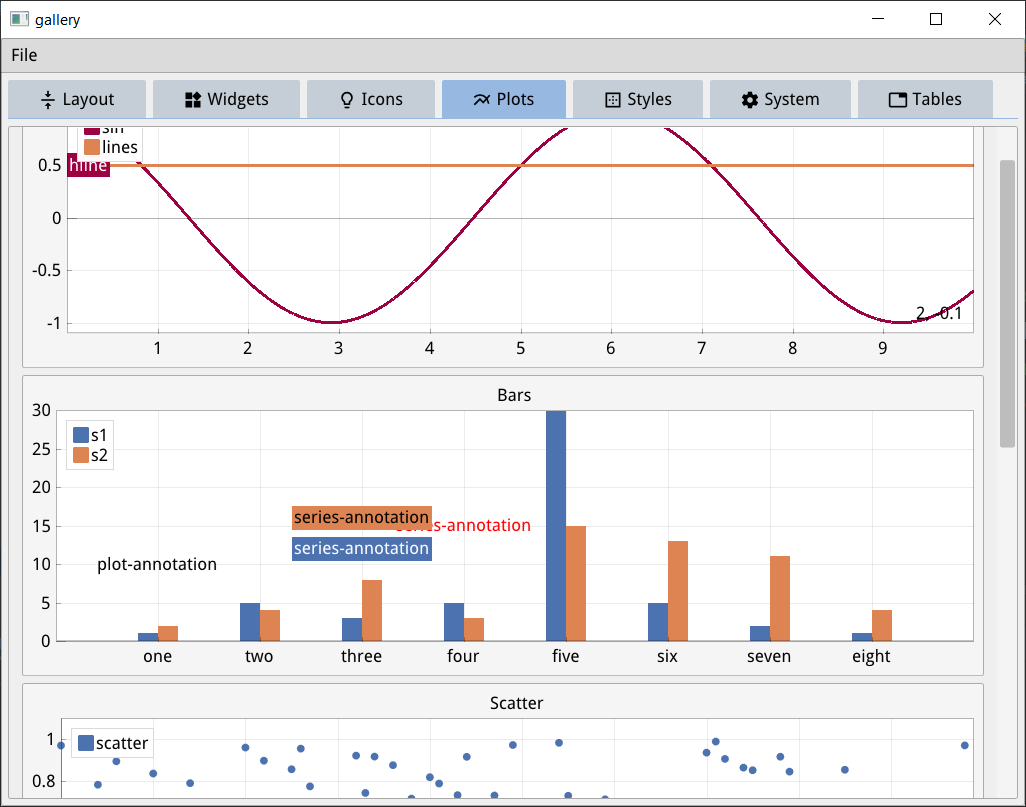 gallery
File
Layout Widgets Icons Plots Styles System Tables
sin
lines
hline
0.5
0
-0.5
-1
2, -0.1
1 2 3 4 5 6 7 8 9
Bars
30
25
20
15
10
5
0
s1
s2
series-annotation
series-annotation
series-annotation
plot-annotation
one two three four five six seven eight
Scatter
scatter
1
0.8